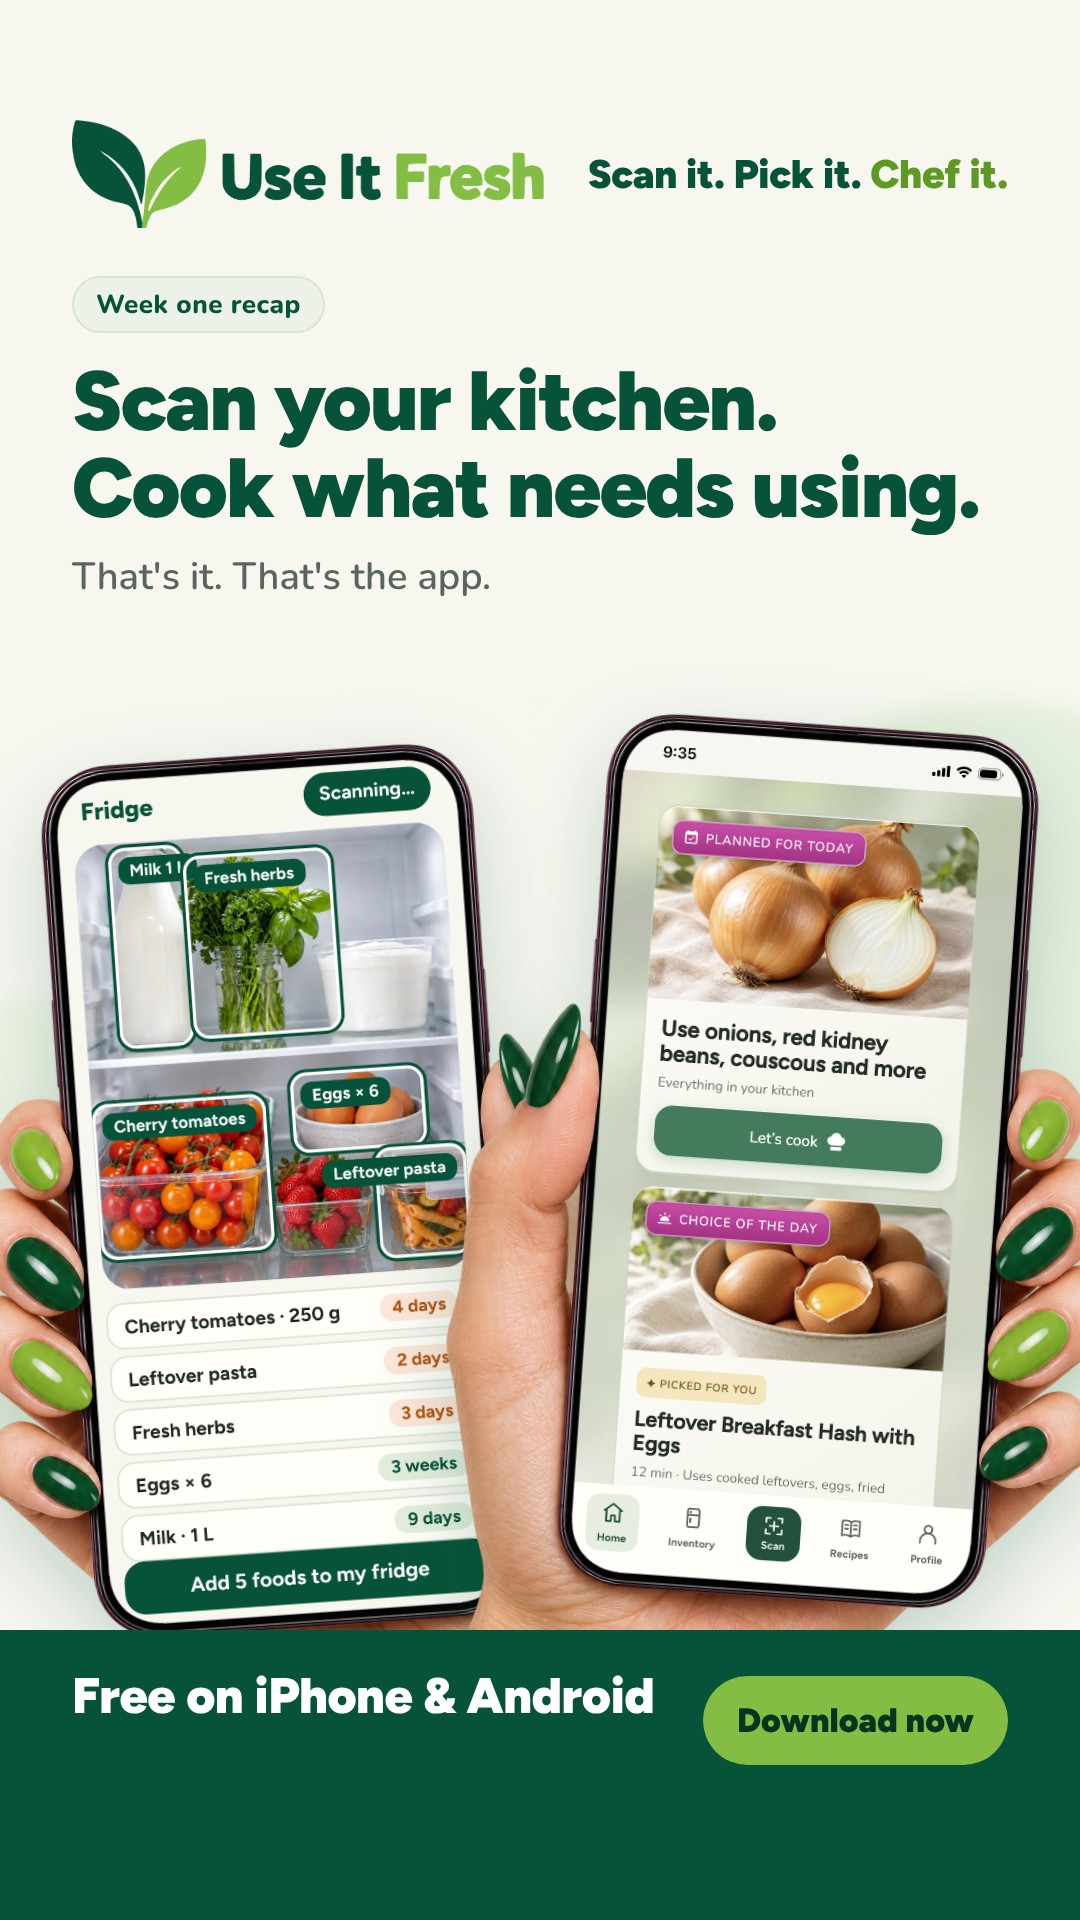 Use It Fresh
Scan it. Pick it. Chef it.
Week one recap
Scan your kitchen.
Cook what needs using.
That's it. That's the app.
Fridge
Scanning...
Milk 1 l
Fresh herbs
Eggs × 6
Cherry tomatoes
Leftover pasta
Cherry tomatoes · 250 g
4 days
Leftover pasta
2 days
Fresh herbs
3 days
Eggs × 6
3 weeks
Milk · 1 L
9 days
Add 5 foods to my fridge
9:35
PLANNED FOR TODAY
Use onions, red kidney
beans, couscous and more
Everything in your kitchen
Let's cook
CHOICE OF THE DAY
PICKED FOR YOU
Leftover Breakfast Hash with
Eggs
12 min · Uses cooked leftovers, eggs, fried
Home
Inventory
Scan
Recipes
Profile
Free on iPhone & Android
Download now